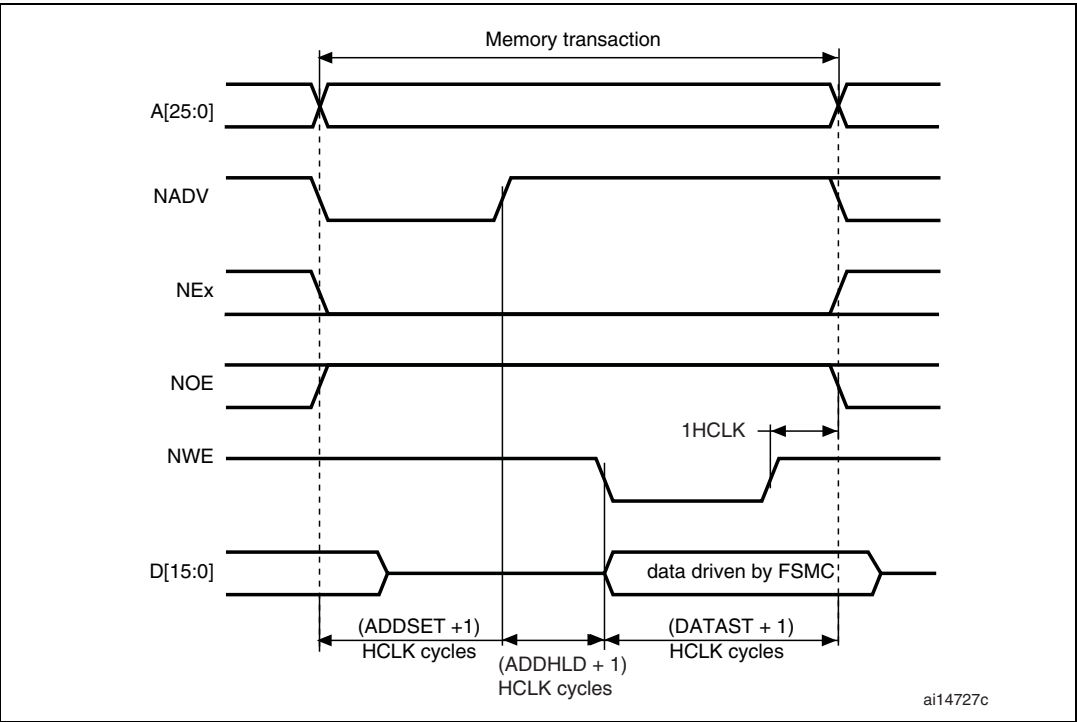 Memory transaction
A[25:0]
NADV
NEx
NOE
1HCLK
NWE
D[15:0]
data driven by FSMC
(ADDSET +1)
HCLK cycles
(ADDHLD + 1)
HCLK cycles
(DATAST + 1)
HCLK cycles
ai14727c